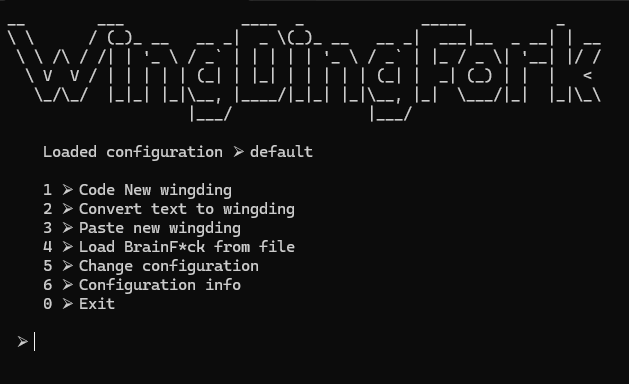 WingDingFork
Loaded configuration ➢ default
1 ➢ Code New wingding
2 ➢ Convert text to wingding
3 ➢ Paste new wingding
4 ➢ Load BrainF*ck from file
5 ➢ Change configuration
6 ➢ Configuration info
0 ➢ Exit
➢